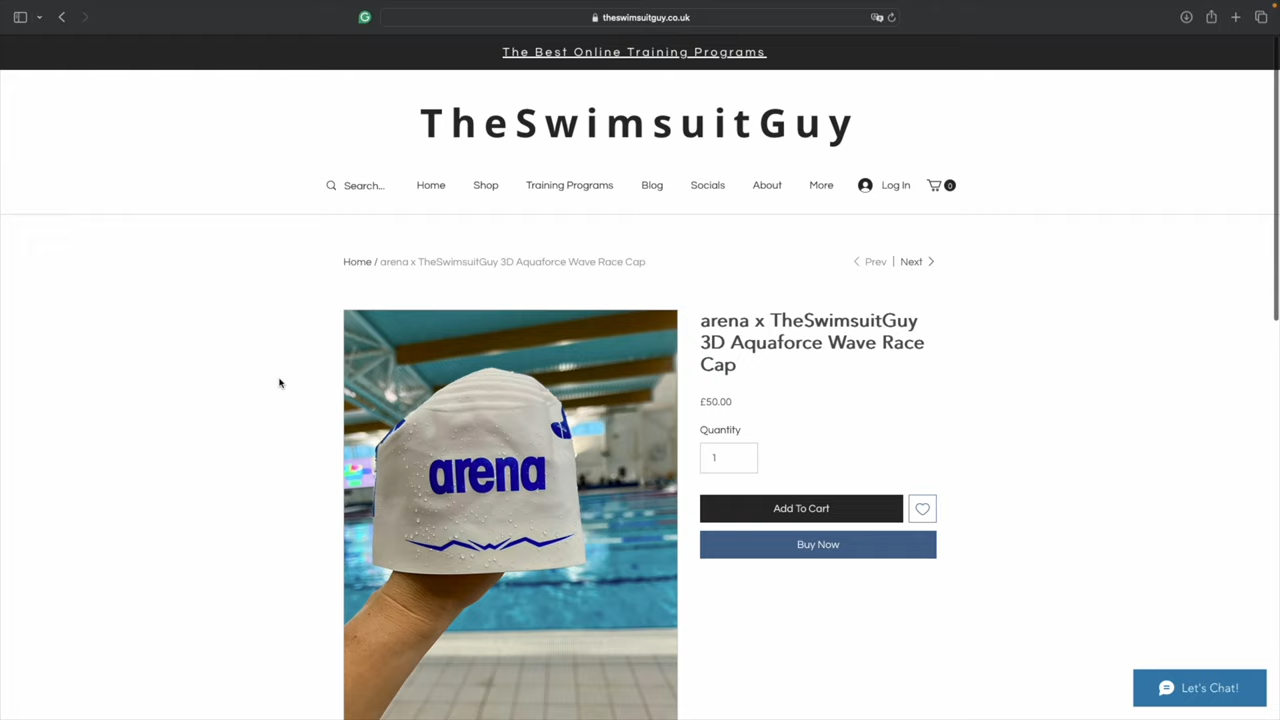 theswimsuitguy.co.uk
The Best Online Training Programs
TheSwimsuitGuy
Search...
Home
Shop
Training Programs
Blog
Socials
About
More
Log In
0
Home / arena x TheSwimsuitGuy 3D Aquaforce Wave Race Cap
Prev | Next
arena x TheSwimsuitGuy
3D Aquaforce Wave Race
Cap
£50.00
Quantity
1
Add To Cart
Buy Now
arena
Let's Chat!